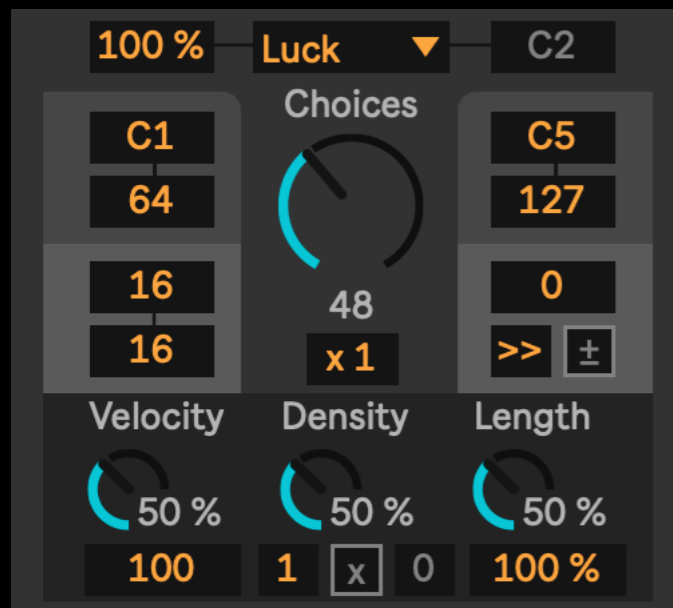 100 % Luck C2
Choices
C1 C5
64 127
16 0
48
16 x 1 >> ±
Velocity Density Length
50 % 50 % 50 %
100 1 x 0 100 %